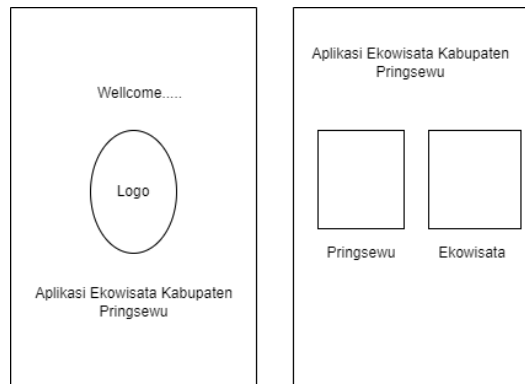 Wellcome.....
Logo
Aplikasi Ekowisata Kabupaten
Pringsewu
Aplikasi Ekowisata Kabupaten
Pringsewu
Pringsewu
Ekowisata